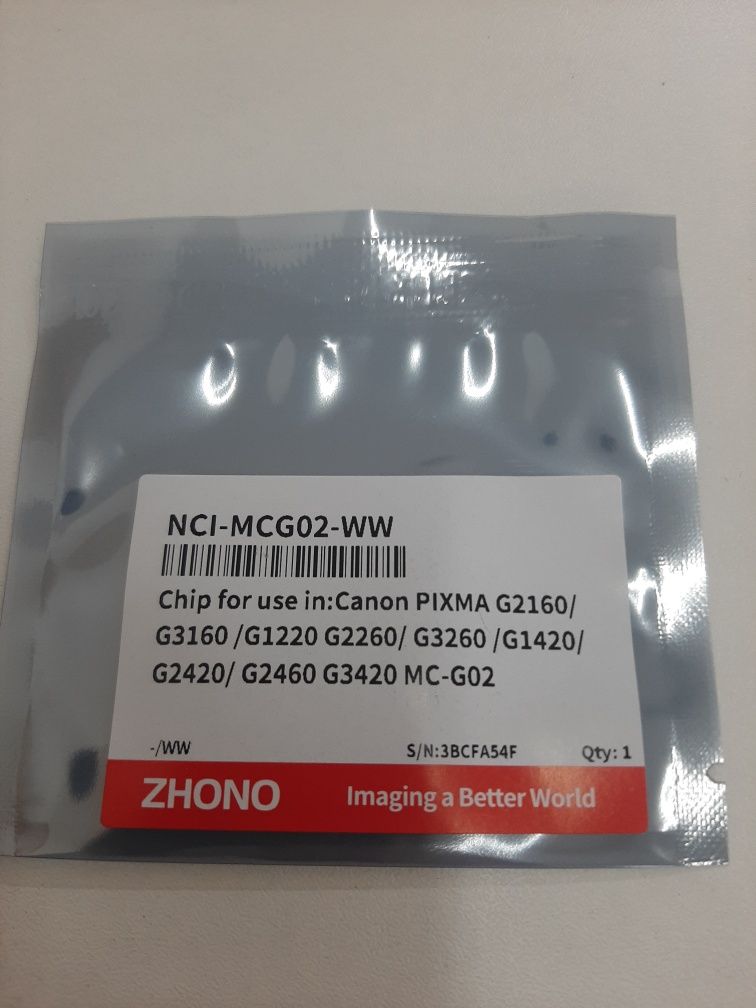 NCI-MCG02-WW
Chip for use in:Canon PIXMA G2160/
G3160 /G1220 G2260/ G3260 /G1420/
G2420/ G2460 G3420 MC-G02
-/WW S/N:3BCFA54F Qty: 1
ZHONO Imaging a Better World